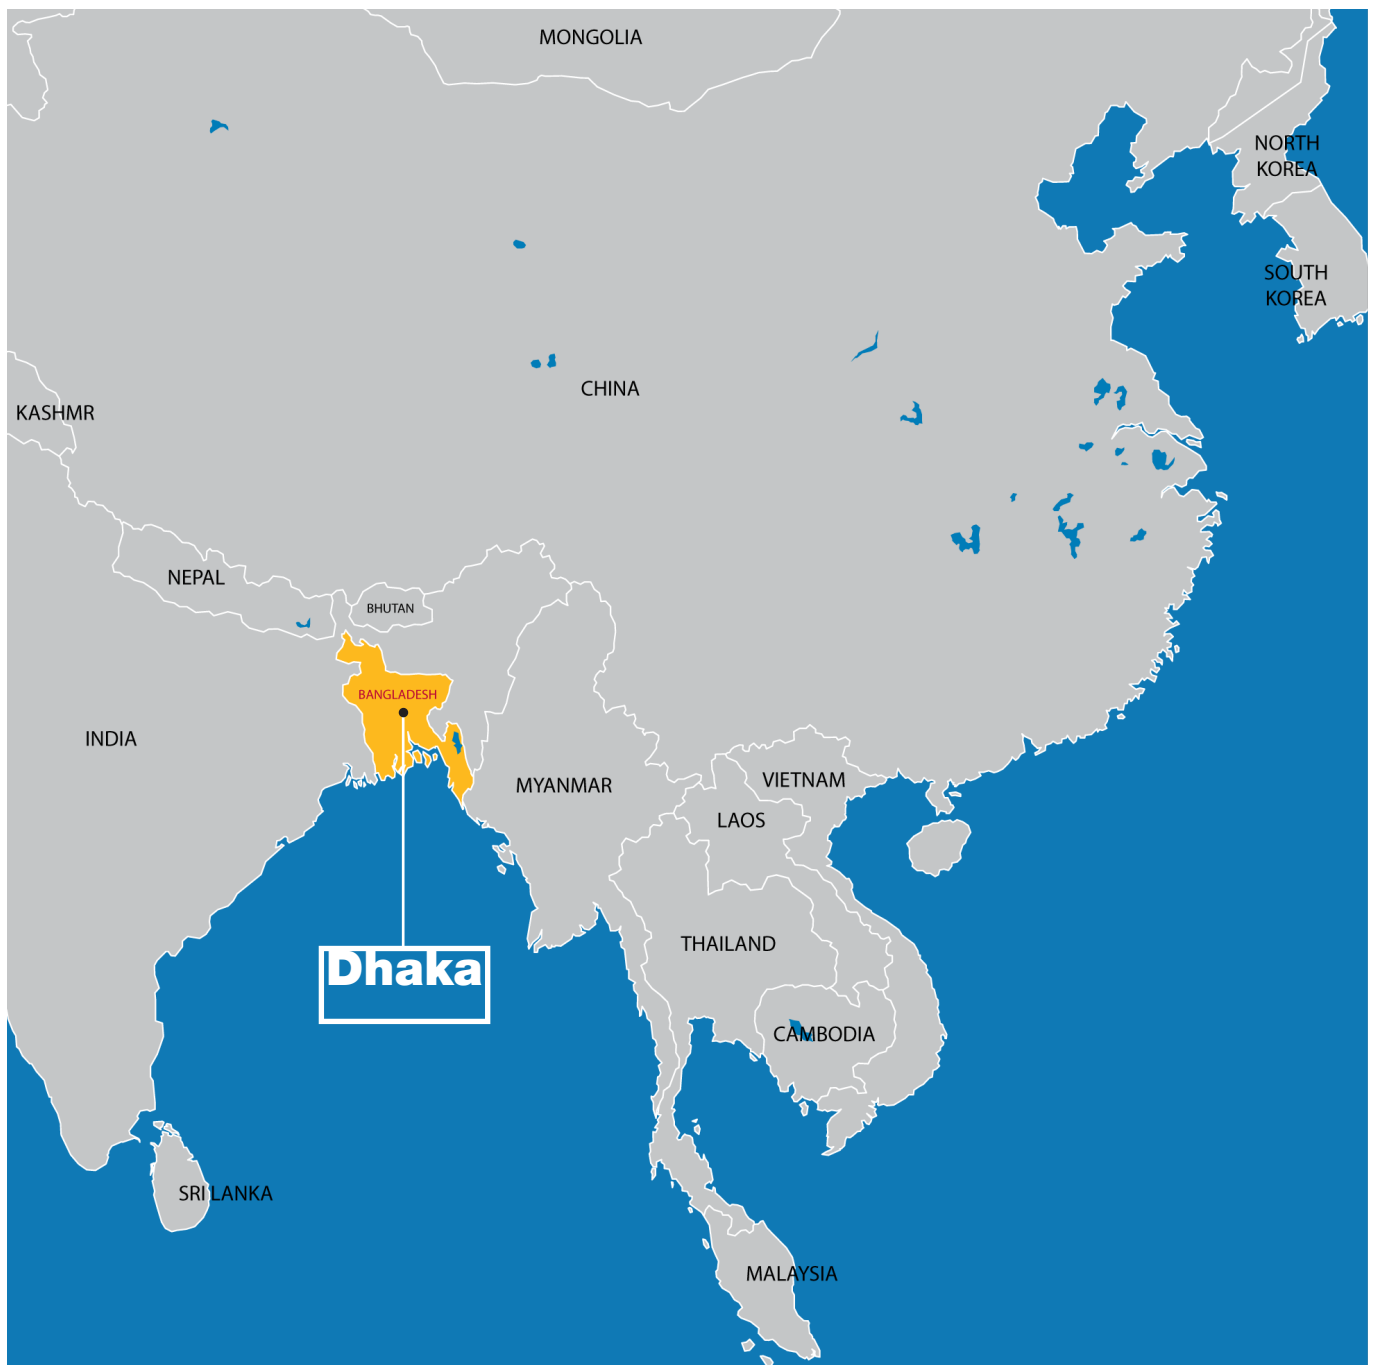 MONGOLIA
NORTH
KOREA
SOUTH
KOREA
CHINA
KASHMR
NEPAL
BHUTAN
BANGLADESH
INDIA
MYANMAR
VIETNAM
LAOS
THAILAND
Dhaka
CAMBODIA
SRI LANKA
MALAYSIA